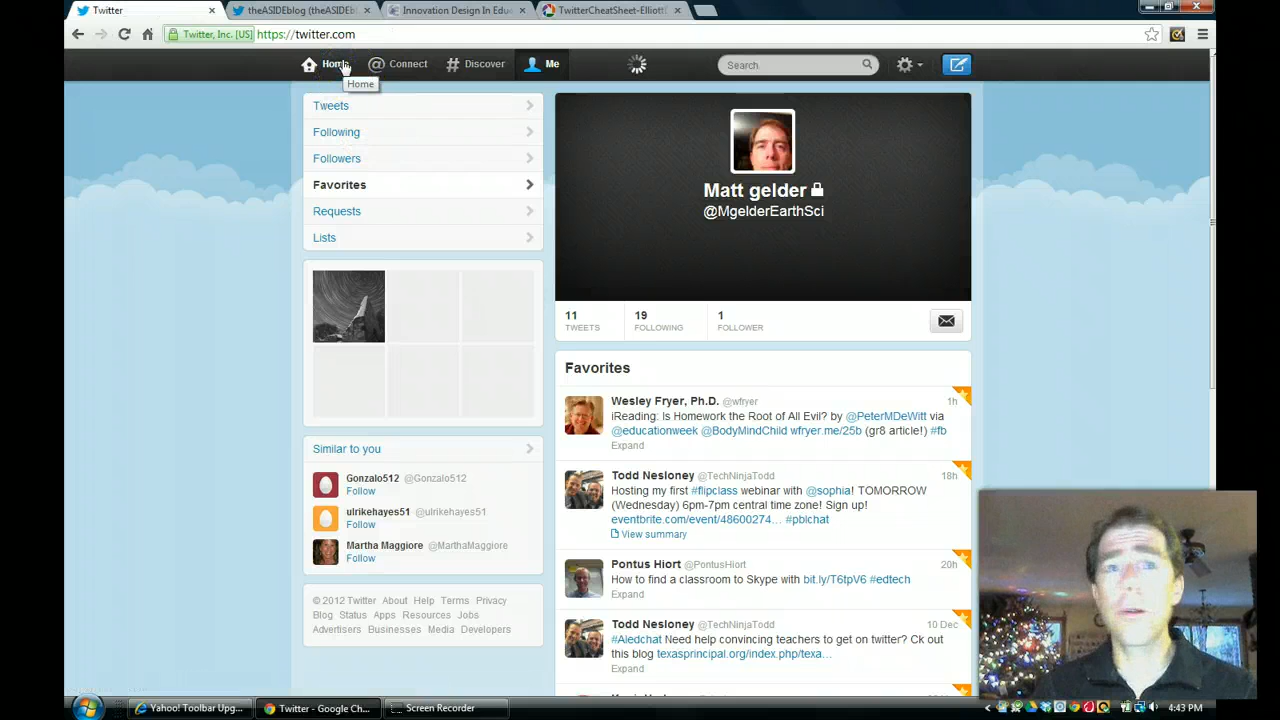 Twitter
theASIDEblog (theASIDEbl
Innovation Design In Educ
TwitterCheatSheet-Elliott
Twitter, Inc. [US]
https://twitter.com
Home
Connect
Discover
Me
Search
Home
Tweets
Following
Followers
Favorites
Requests
Lists
Similar to you
Gonzalo512 @Gonzalo512
Follow
ulrikehayes51 @ulrikehayes51
Follow
Martha Maggiore @MarthaMaggiore
Follow
© 2012 Twitter About Help Terms Privacy
Blog Status Apps Resources Jobs
Advertisers Businesses Media Developers
Matt gelder
@MgelderEarthSci
11
TWEETS
19
FOLLOWING
1
FOLLOWER
Favorites
Wesley Fryer, Ph.D. @wfryer 1h
iReading: Is Homework the Root of All Evil? by @PeterMDeWitt via
@educationweek @BodyMindChild wfryer.me/25b (gr8 article!) #fb
Expand
Todd Nesloney @TechNinjaTodd 18h
Hosting my first #flipclass webinar with @sophia! TOMORROW
(Wednesday) 6pm-7pm central time zone! Sign up!
eventbrite.com/event/48600274… #pblchat
View summary
Pontus Hiort @PontusHiort 20h
How to find a classroom to Skype with bit.ly/T6fpV6 #edtech
Expand
Todd Nesloney @TechNinjaTodd 10 Dec
#Aledchat Need help convincing teachers to get on twitter? Ck out
this blog texasprincipal.org/index.php/texa…
Expand
Yahoo! Toolbar Upg...
Twitter - Google Ch...
Screen Recorder
4:43 PM